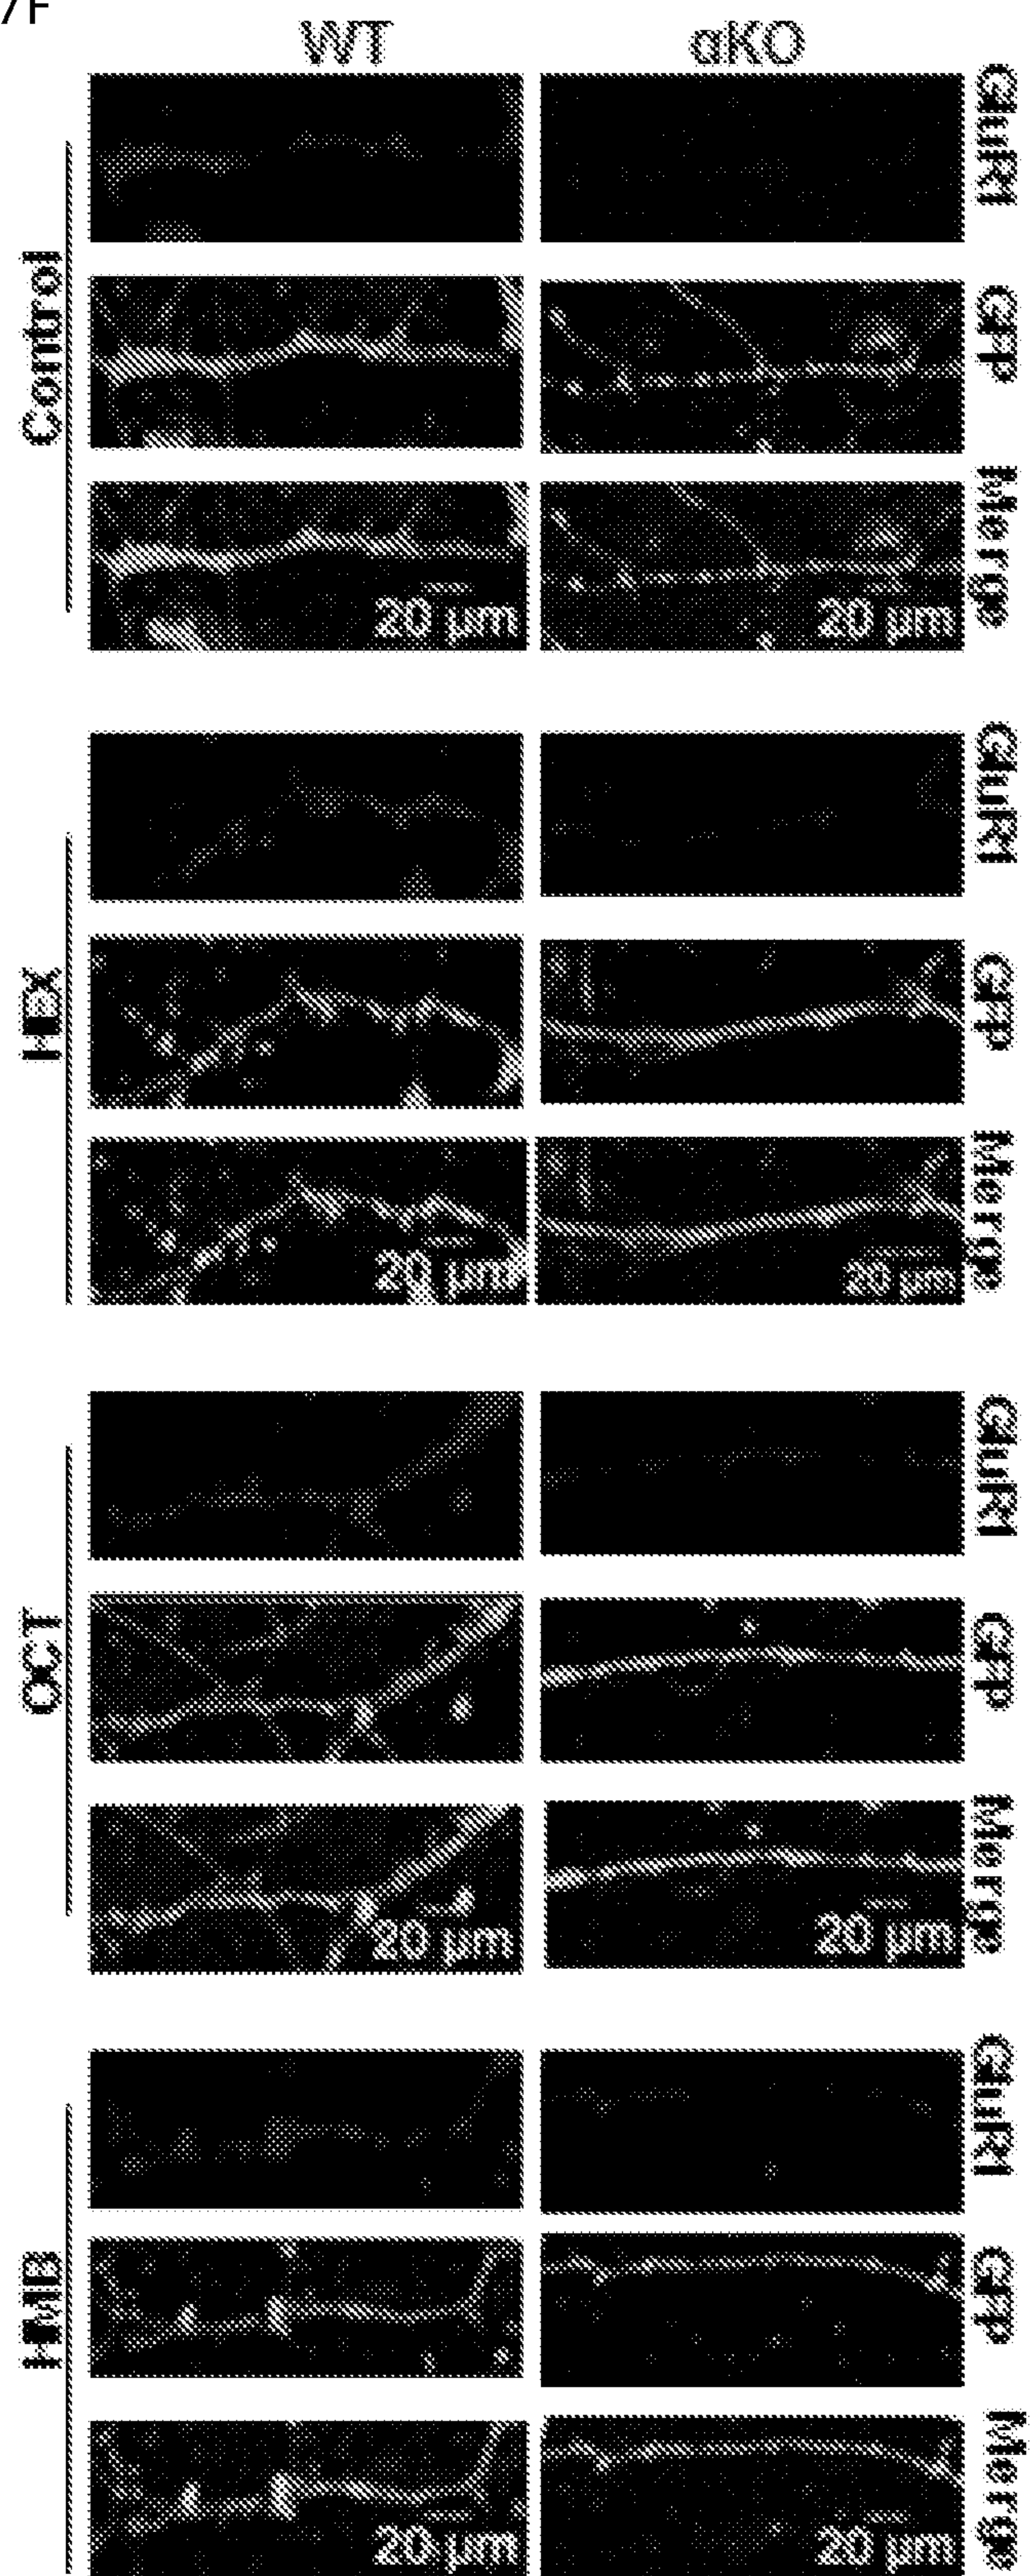 7F
WT αKO
Control
GluR1
GFP
Merge
20 μm 20 μm
HEX
GluR1
GFP
Merge
20 μm 20 μm
OCT
GluR1
GFP
Merge
20 μm 20 μm
HMB
GluR1
GFP
Merge
20 μm 20 μm